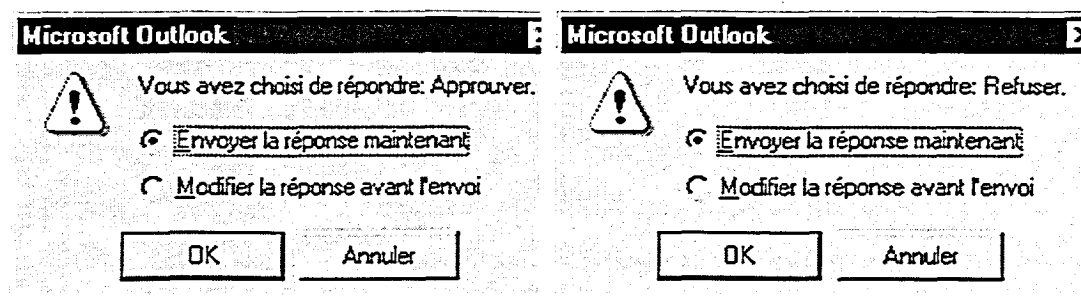 Microsoft Outlook
Vous avez choisi de répondre: Approuver.
Envoyer la réponse maintenant
Modifier la réponse avant l'envoi
OK Annuler
Microsoft Outlook
Vous avez choisi de répondre: Refuser.
Envoyer la réponse maintenant
Modifier la réponse avant l'envoi
OK Annuler